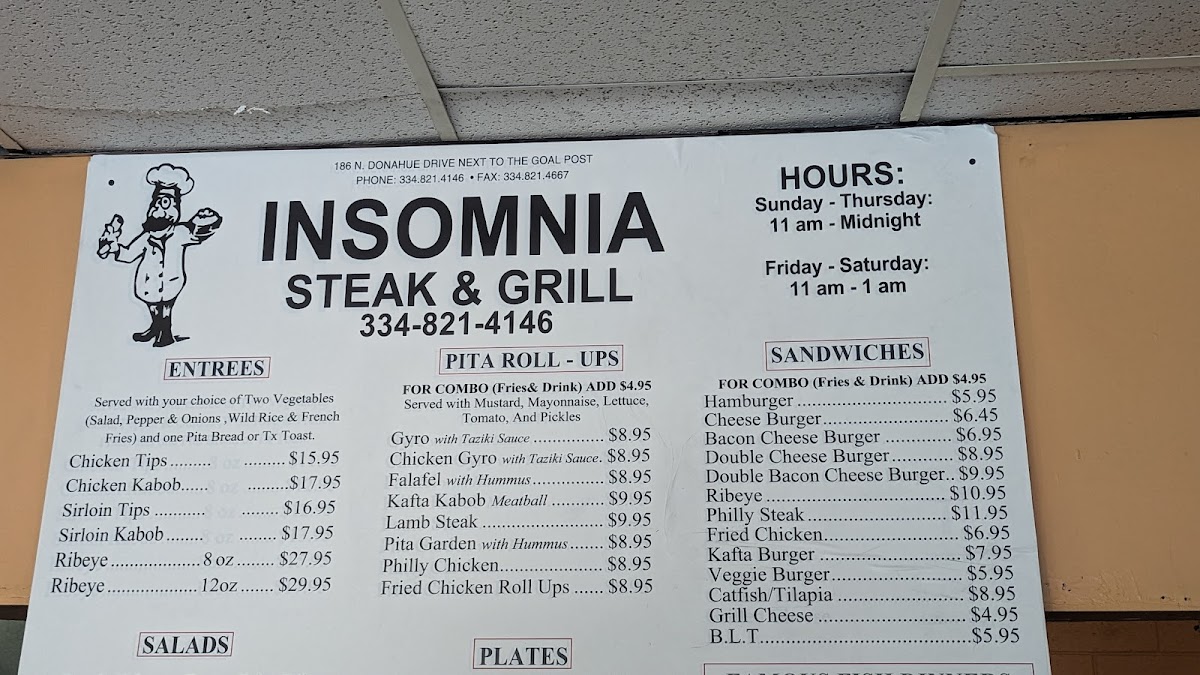 186 N. DONAHUE DRIVE NEXT TO THE GOAL POST
PHONE: 334.821.4146 • FAX: 334.821.4667
INSOMNIA
STEAK & GRILL
334-821-4146
HOURS:
Sunday - Thursday:
11 am - Midnight
Friday - Saturday:
11 am - 1 am
ENTREES
Served with your choice of Two Vegetables
(Salad, Pepper & Onions ,Wild Rice & French
Fries) and one Pita Bread or Tx Toast.
Chicken Tips ......... ......... $15.95
Chicken Kabob...... .........$17.95
Sirloin Tips ........... ........ $16.95
Sirloin Kabob........ ........ $17.95
Ribeye ................... 8 oz ........ $27.95
Ribeye ................... 12oz ....... $29.95
SALADS
PITA ROLL - UPS
FOR COMBO (Fries& Drink) ADD $4.95
Served with Mustard, Mayonnaise, Lettuce,
Tomato, And Pickles
Gyro with Taziki Sauce .............. $8.95
Chicken Gyro with Taziki Sauce. $8.95
Falafel with Hummus.............. $8.95
Kafta Kabob Meatball .......... $9.95
Lamb Steak ........................ $9.95
Pita Garden with Hummus....... $8.95
Philly Chicken..................... $8.95
Fried Chicken Roll Ups ...... $8.95
PLATES
SANDWICHES
FOR COMBO (Fries & Drink) ADD $4.95
Hamburger .............................. $5.95
Cheese Burger......................... $6.45
Bacon Cheese Burger ............. $6.95
Double Cheese Burger............ $8.95
Double Bacon Cheese Burger.. $9.95
Ribeye.................................... $10.95
Philly Steak ............................ $11.95
Fried Chicken.......................... $6.95
Kafta Burger ........................... $7.95
Veggie Burger......................... $5.95
Catfish/Tilapia ........................ $8.95
Grill Cheese ............................ $4.95
B.L.T.........................................$5.95
FAMOUS FISH DINNERS